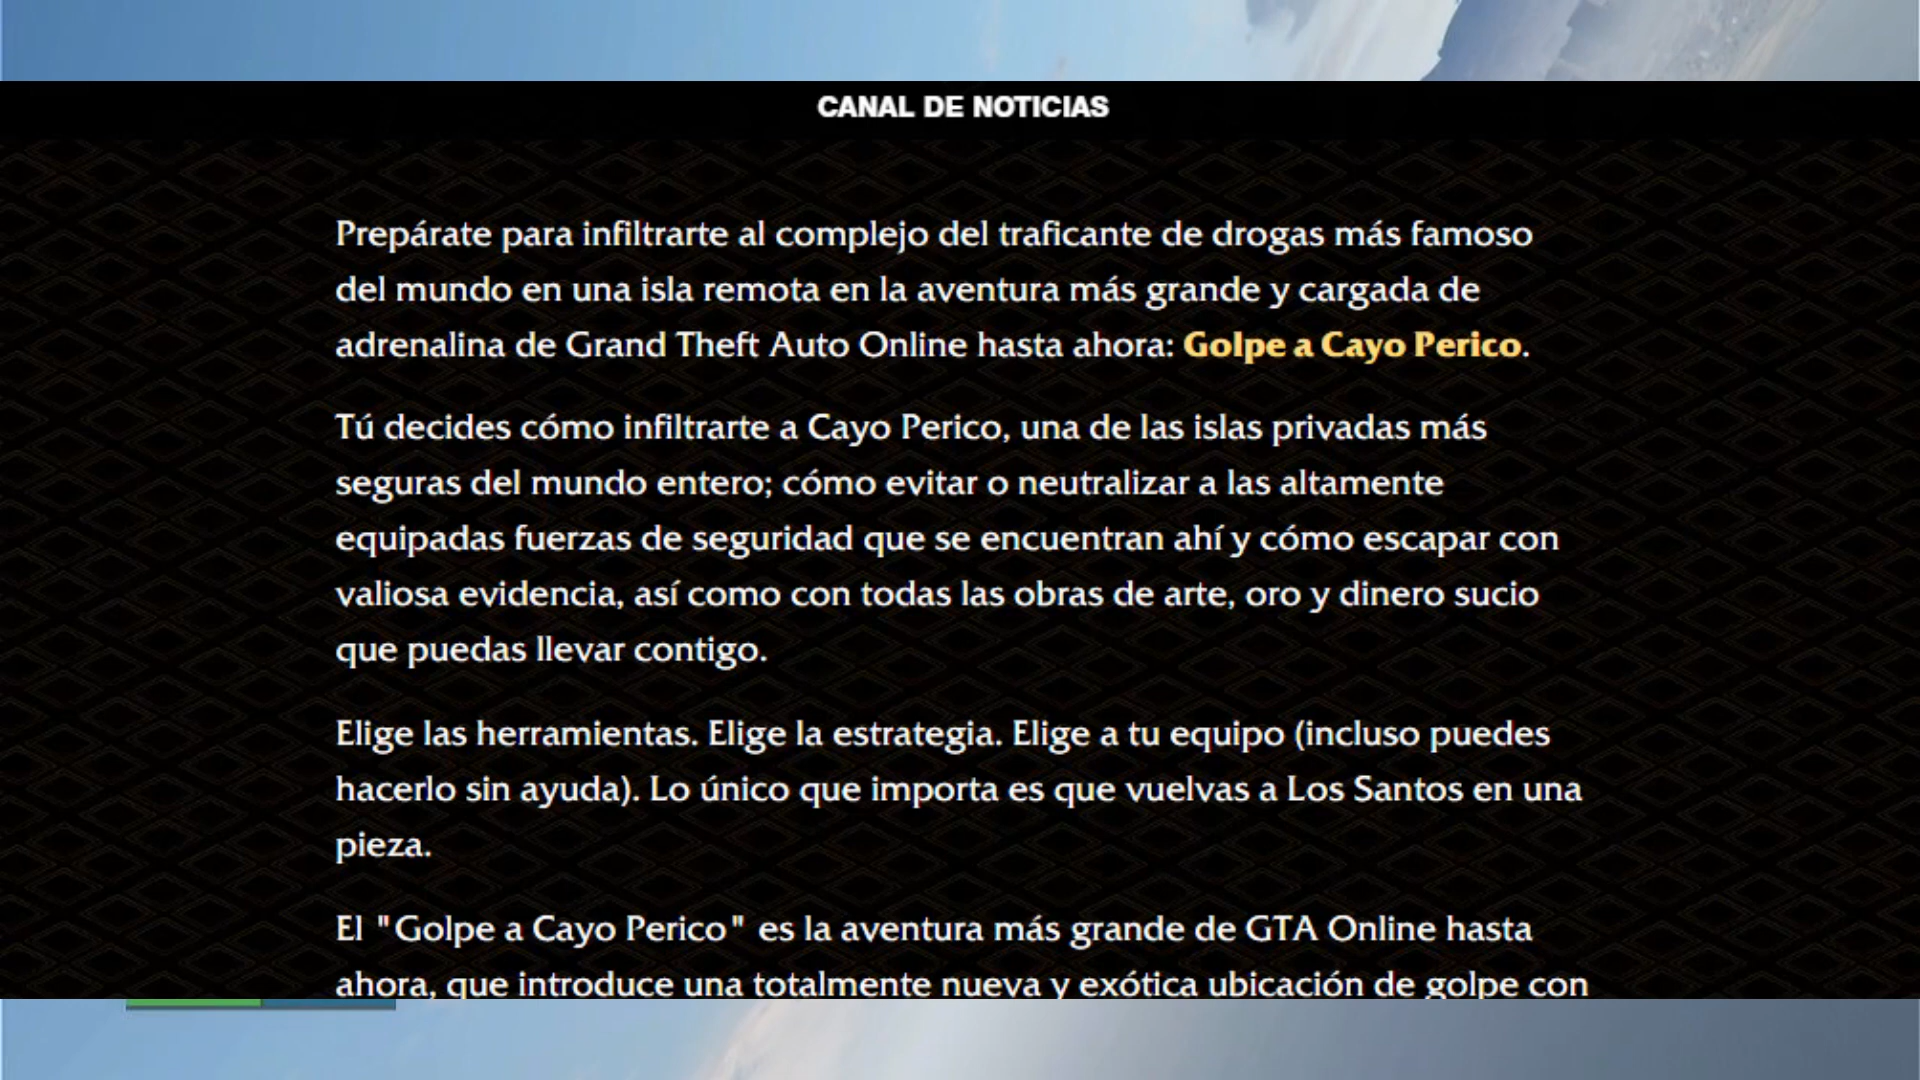 CANAL DE NOTICIAS
Prepárate para infiltrarte al complejo del traficante de drogas más famoso
del mundo en una isla remota en la aventura más grande y cargada de
adrenalina de Grand Theft Auto Online hasta ahora: Golpe a Cayo Perico.
Tú decides cómo infiltrarte a Cayo Perico, una de las islas privadas más
seguras del mundo entero; cómo evitar o neutralizar a las altamente
equipadas fuerzas de seguridad que se encuentran ahí y cómo escapar con
valiosa evidencia, así como con todas las obras de arte, oro y dinero sucio
que puedas llevar contigo.
Elige las herramientas. Elige la estrategia. Elige a tu equipo (incluso puedes
hacerlo sin ayuda). Lo único que importa es que vuelvas a Los Santos en una
pieza.
El "Golpe a Cayo Perico" es la aventura más grande de GTA Online hasta
ahora, que introduce una totalmente nueva y exótica ubicación de golpe con